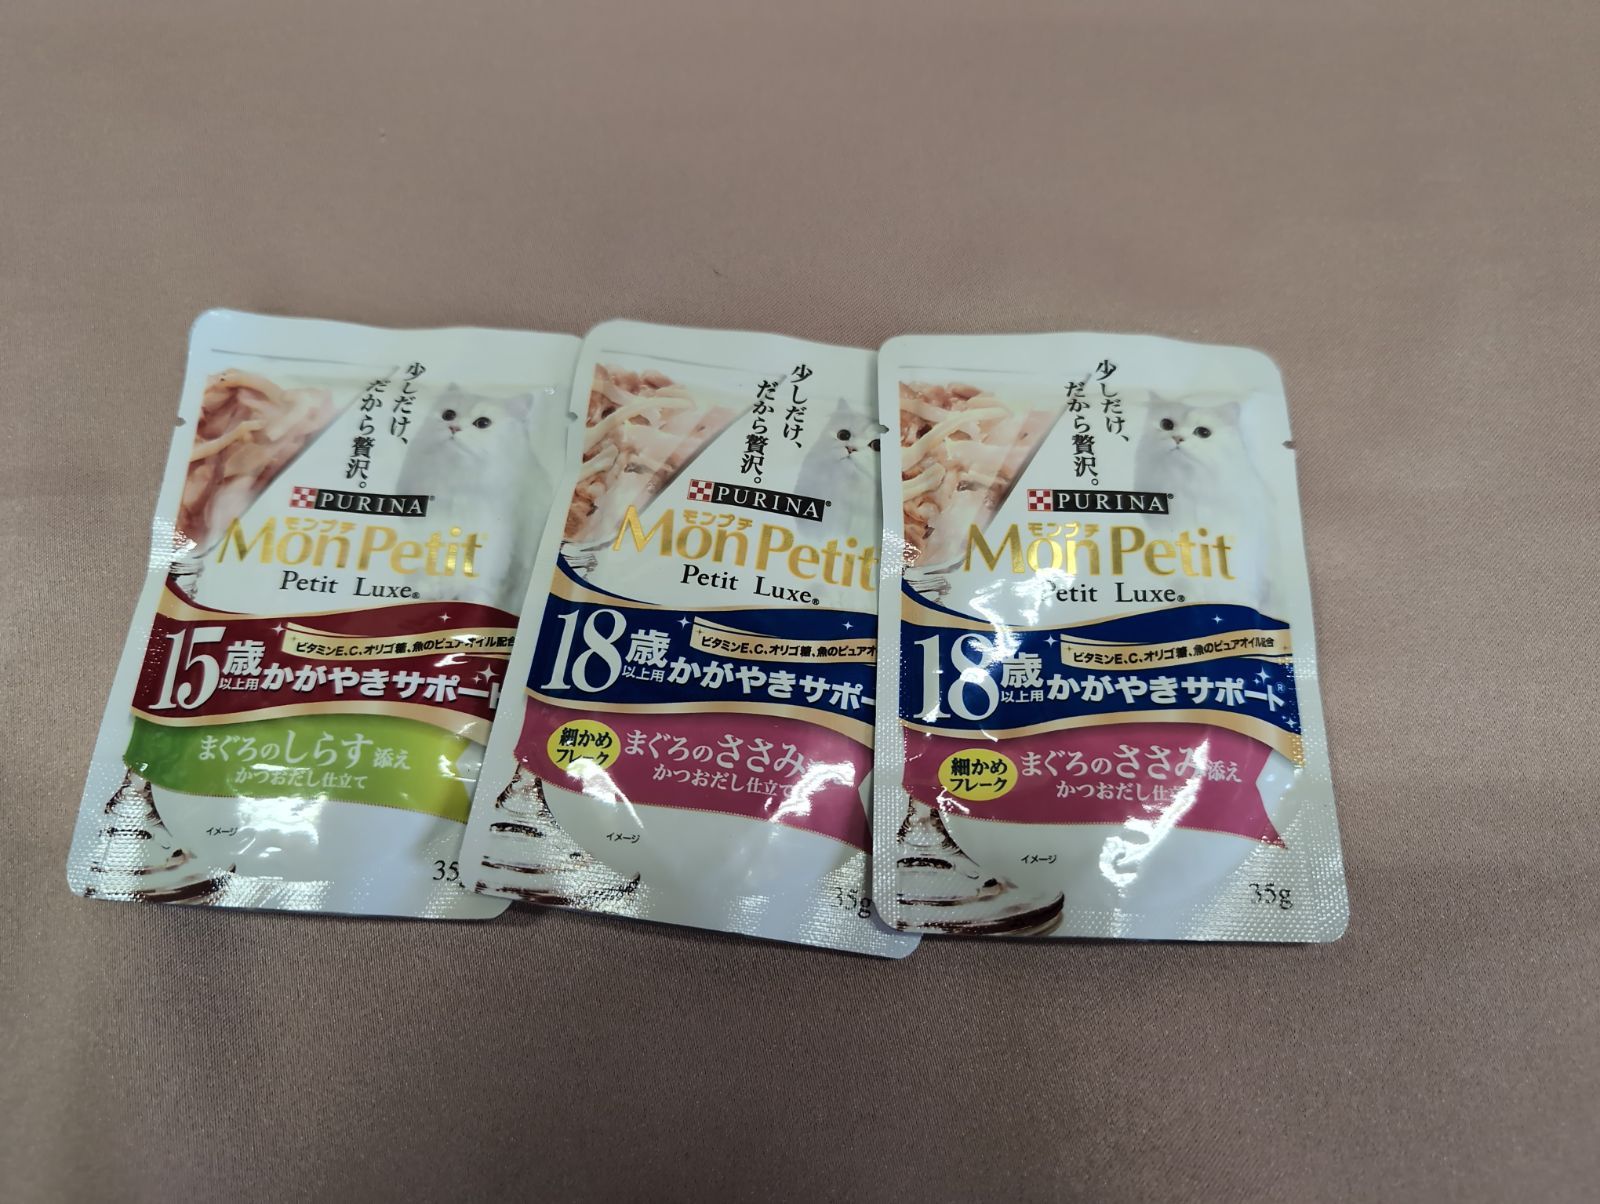 少しだけ、
だから贅沢。
PURINA®
モンプチ
MonPetit
Petit Luxe®
15歳以上用
ビタミンE、C、オリゴ糖、魚のピュアオイル配合
かがやきサポート
まぐろのしらす添え
かつおだし仕立て
イメージ
35
少しだけ、
だから贅沢。
PURINA®
モンプチ
MonPetit
Petit Luxe®
18歳以上用
ビタミンE、C、オリゴ糖、魚のピュアオ
かがやきサポー
細かめ
フレーク
まぐろのささみ
かつおだし仕立て
イメージ
35g
少しだけ、
だから贅沢。
PURINA®
モンプチ
MonPetit
Petit Luxe®
18歳以上用
ビタミンE、C、オリゴ糖、魚のピュアオイル配合
かがやきサポート®
細かめ
フレーク
まぐろのささみ添え
かつおだし仕立
イメージ
35g